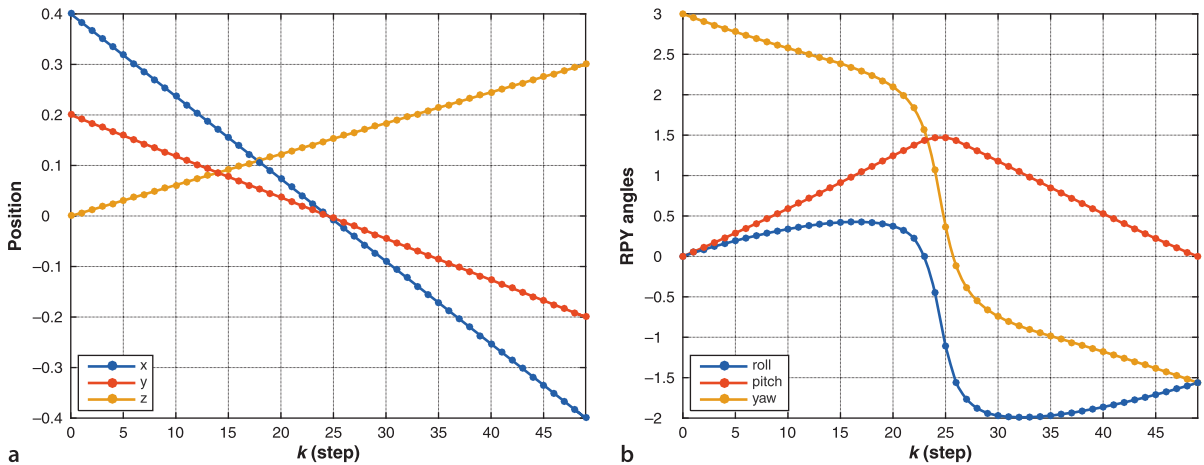 0.4
0.3
0.2
0.1
0
−0.1
−0.2
−0.3
−0.4
Position
x
y
z
0 5 10 15 20 25 30 35 40 45
k (step)
a
3
2.5
2
1.5
1
0.5
0
−0.5
−1
−1.5
−2
RPY angles
roll
pitch
yaw
0 5 10 15 20 25 30 35 40 45
k (step)
b